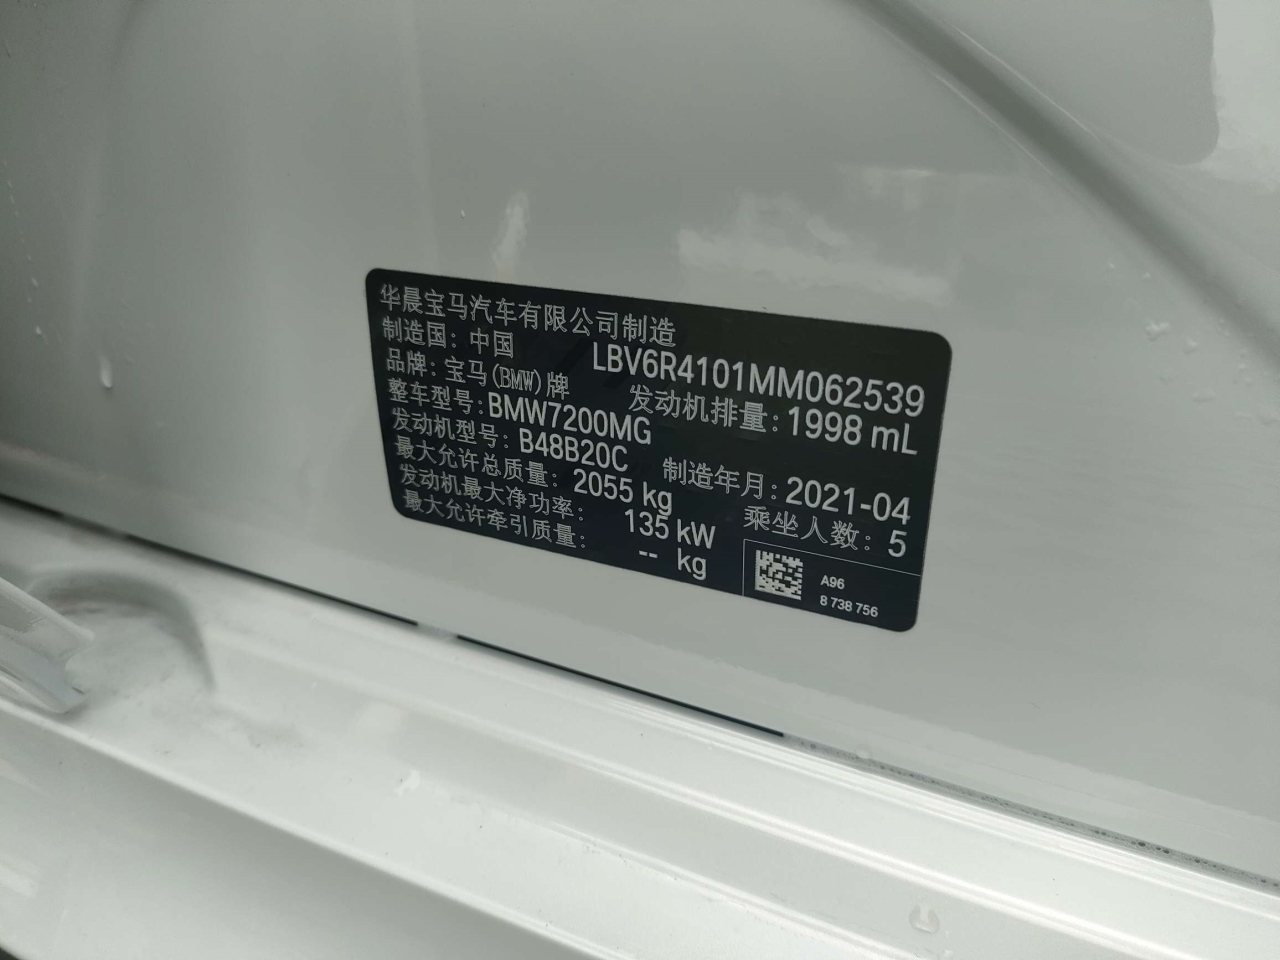 华晨宝马汽车有限公司制造
制造国：中国 LBV6R4101MM062539
品牌：宝马(BMW)牌 发动机排量：1998 mL
整车型号：BMW7200MG
发动机型号：B48B20C 制造年月：2021-04
最大允许总质量：2055 kg 乘坐人数：5
发动机最大净功率：135 kW
最大允许牵引质量：-- kg
A96
8 738 756